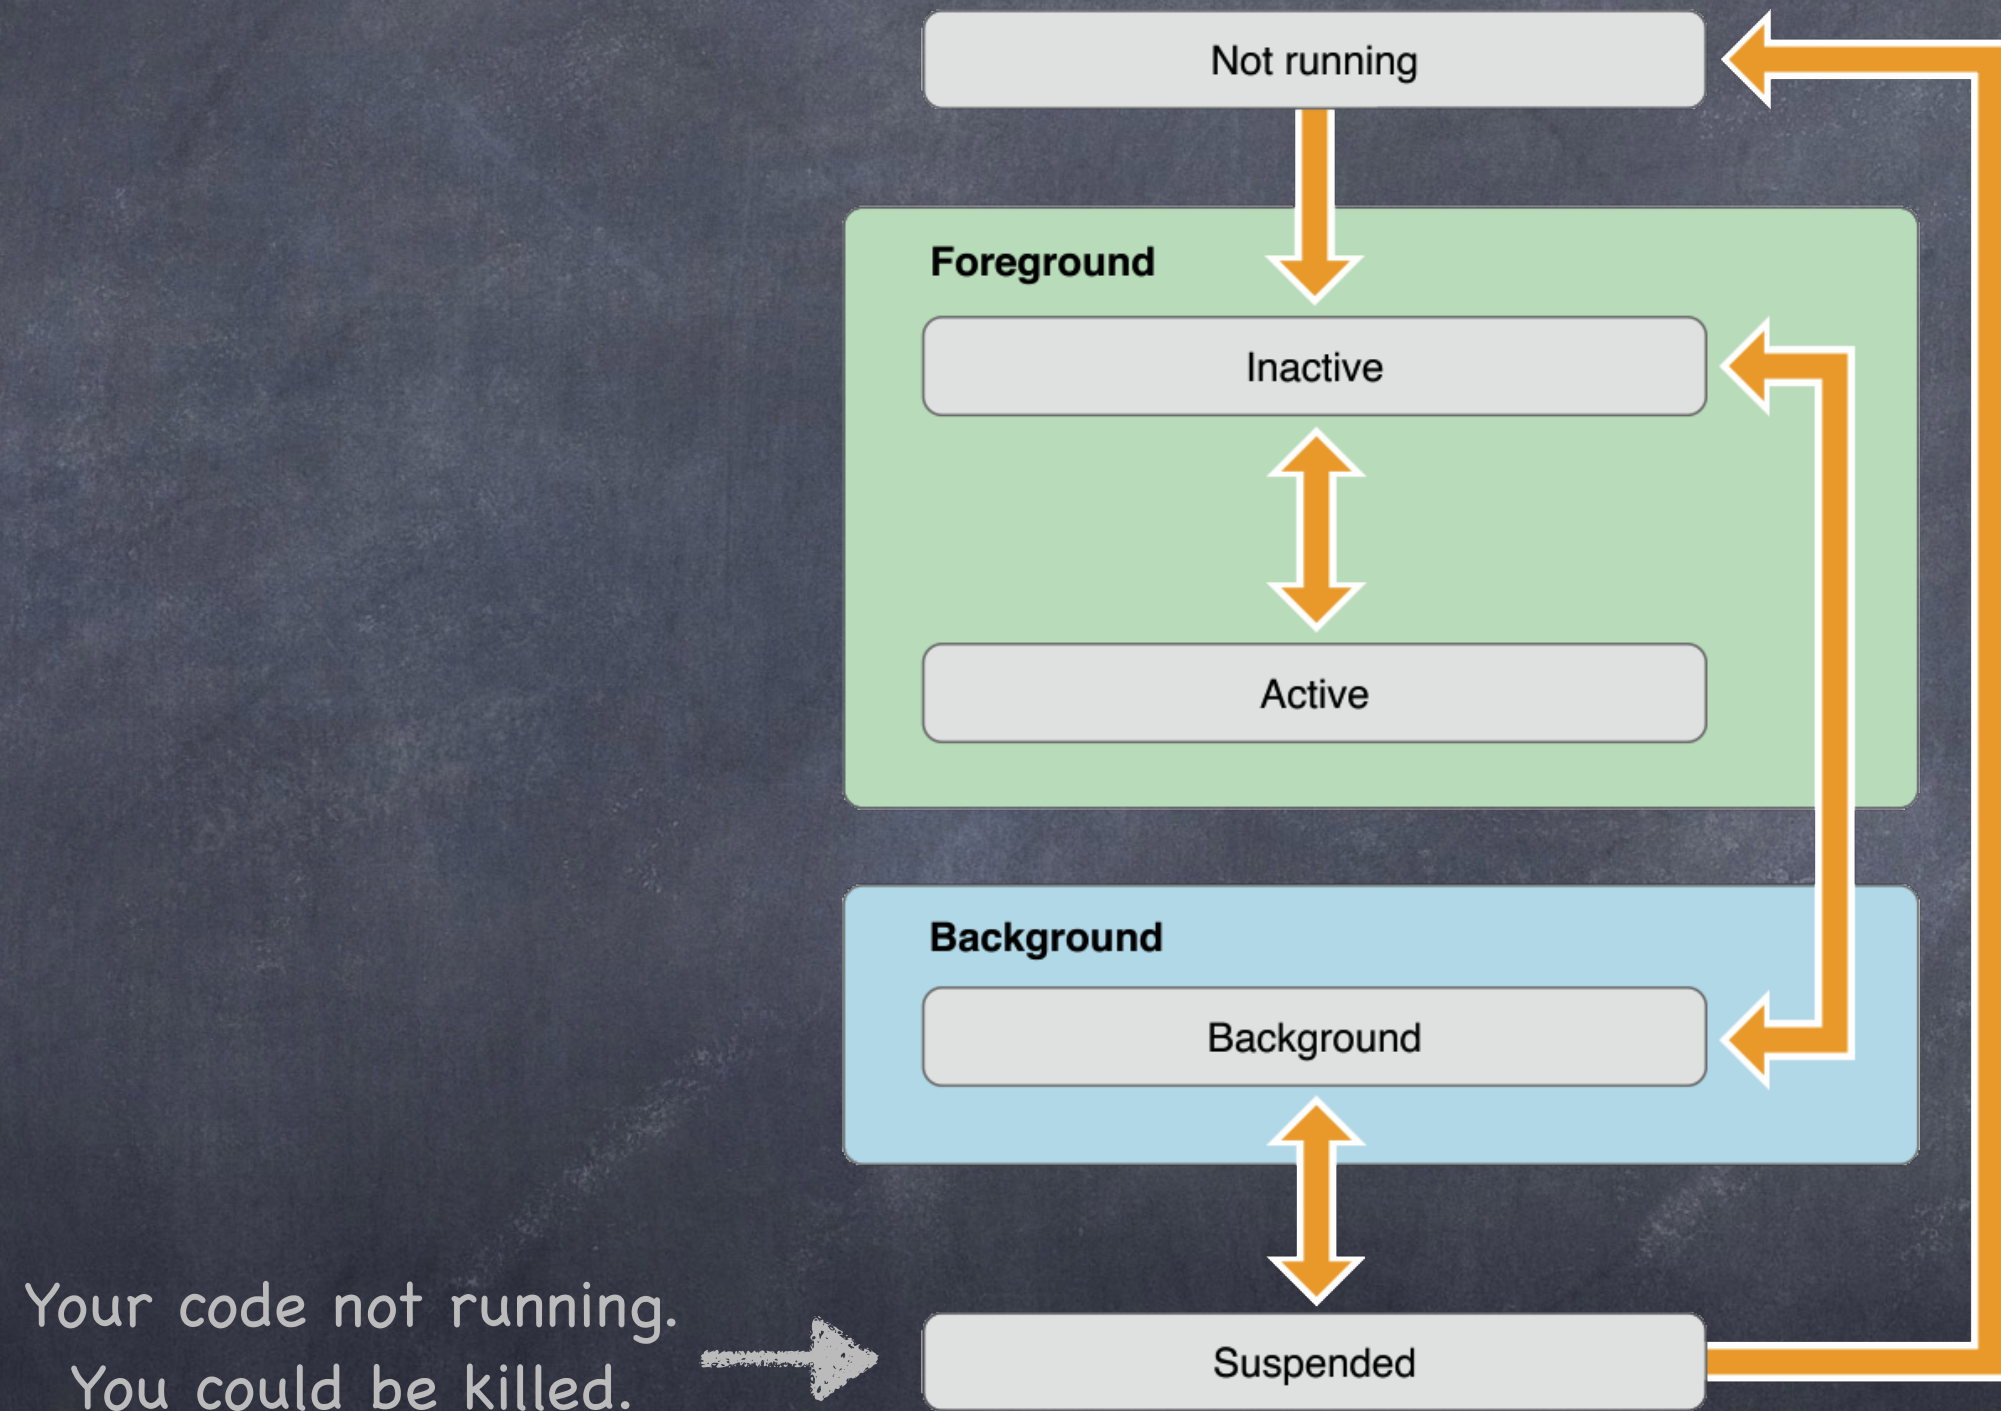 Not running
Foreground
Inactive
Active
Background
Background
Your code not running.
You could be killed.
Suspended